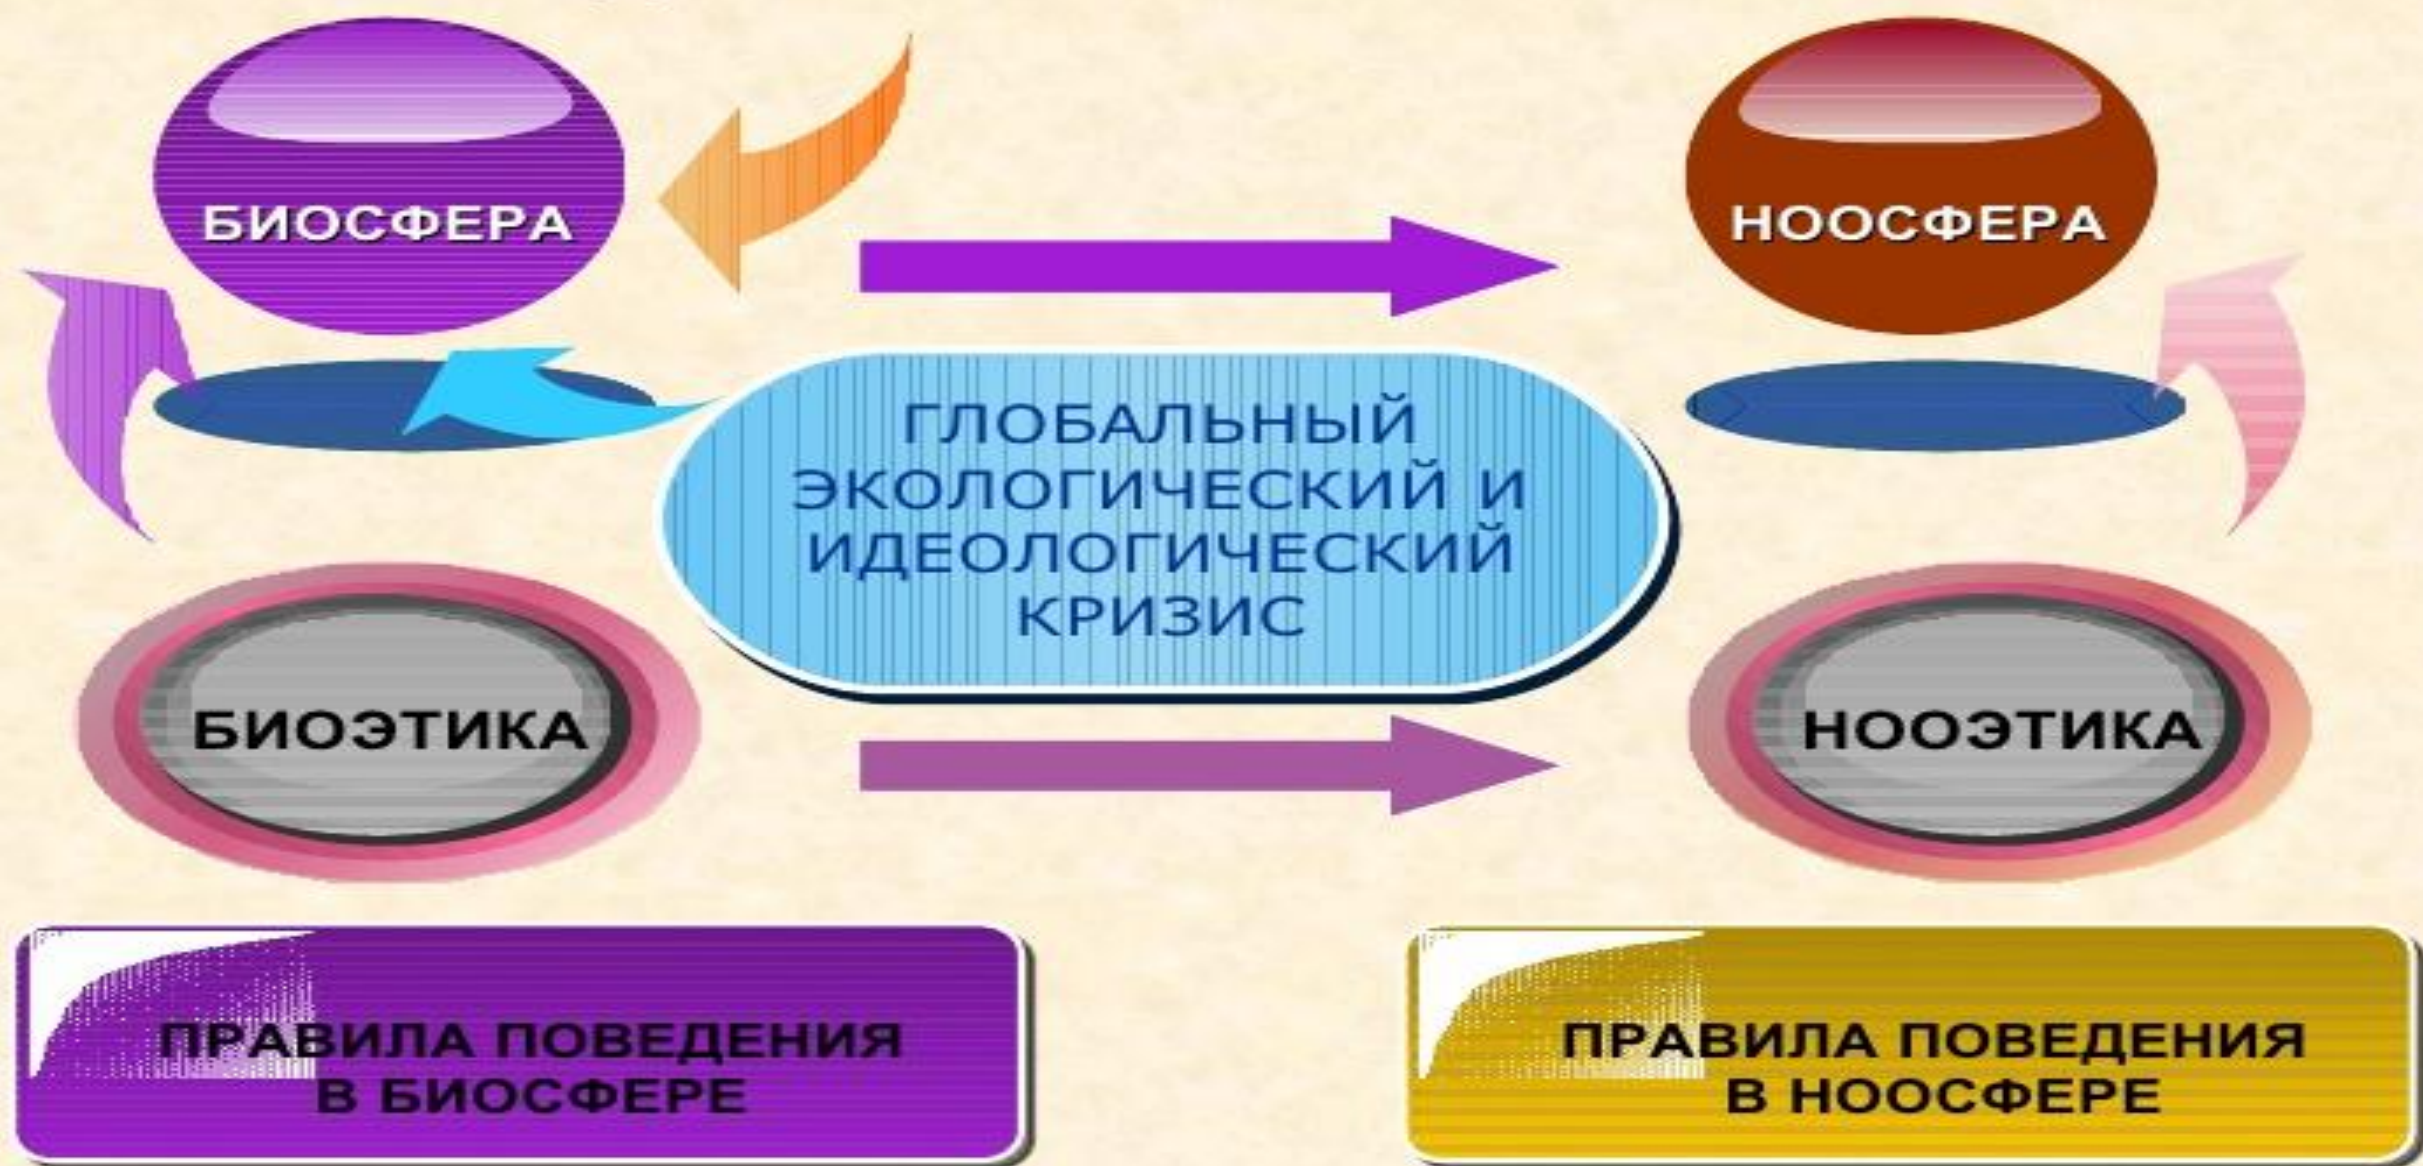 БИОСФЕРА
НООСФЕРА
ГЛОБАЛЬНЫЙ
ЭКОЛОГИЧЕСКИЙ И
ИДЕОЛОГИЧЕСКИЙ
КРИЗИС
БИОЭТИКА
НООЭТИКА
ПРАВИЛА ПОВЕДЕНИЯ
В БИОСФЕРЕ
ПРАВИЛА ПОВЕДЕНИЯ
В НООСФЕРЕ